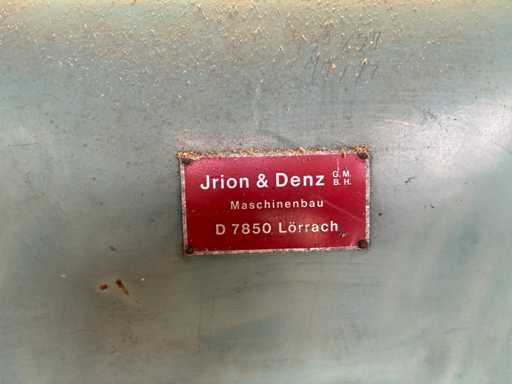 Jrion & Denz G.M.B.H.
Maschinenbau
D 7850 Lörrach